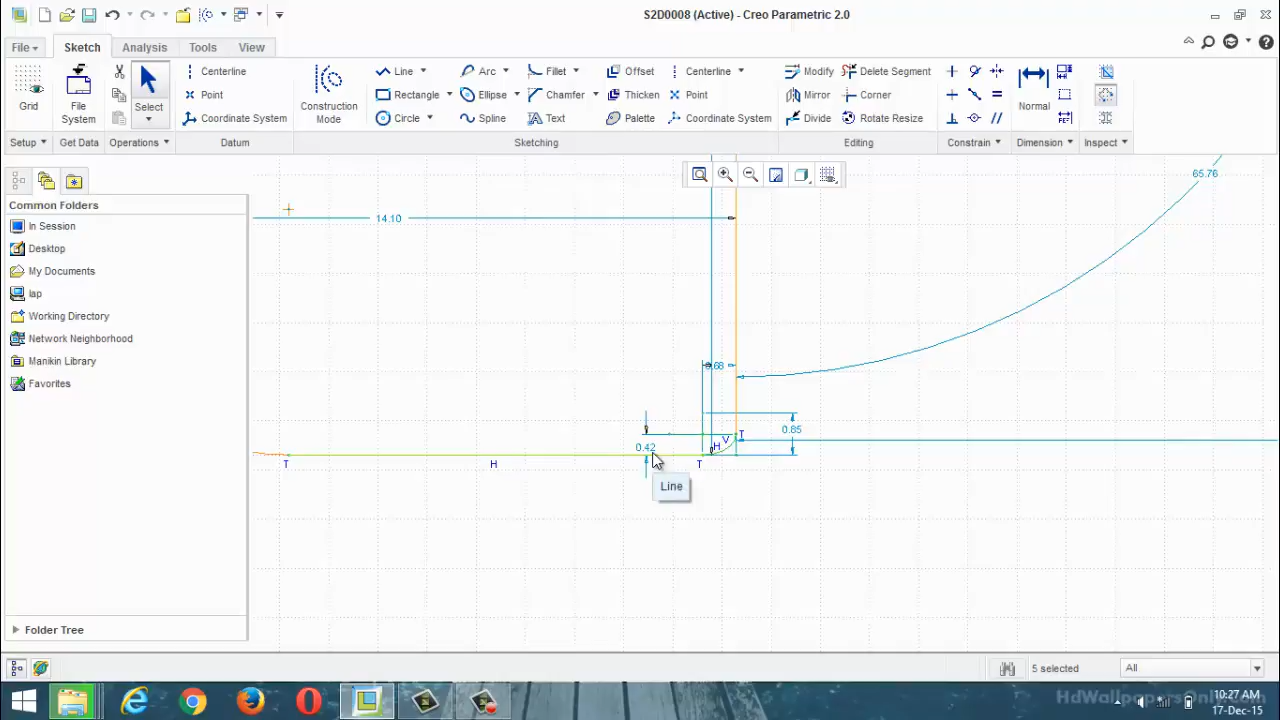 S2D0008 (Active) - Creo Parametric 2.0
File Sketch Analysis Tools View
Grid
File System
Select
Centerline
Point
Coordinate System
Construction Mode
Line Arc Fillet Offset Centerline
Rectangle Ellipse Chamfer Thicken Point
Circle Spline Text Palette Coordinate System
Modify Delete Segment
Mirror Corner
Divide Rotate Resize
Normal
Setup Get Data Operations Datum Sketching Editing Constrain Dimension Inspect
Common Folders
In Session
Desktop
My Documents
lap
Working Directory
Network Neighborhood
Manikin Library
Favorites
Folder Tree
65.76
14.10
0.68
0.85
0.42
T
V
H
T
H
T
Line
5 selected
All
HdWallpapersOnly.com
10:27 AM
17-Dec-15